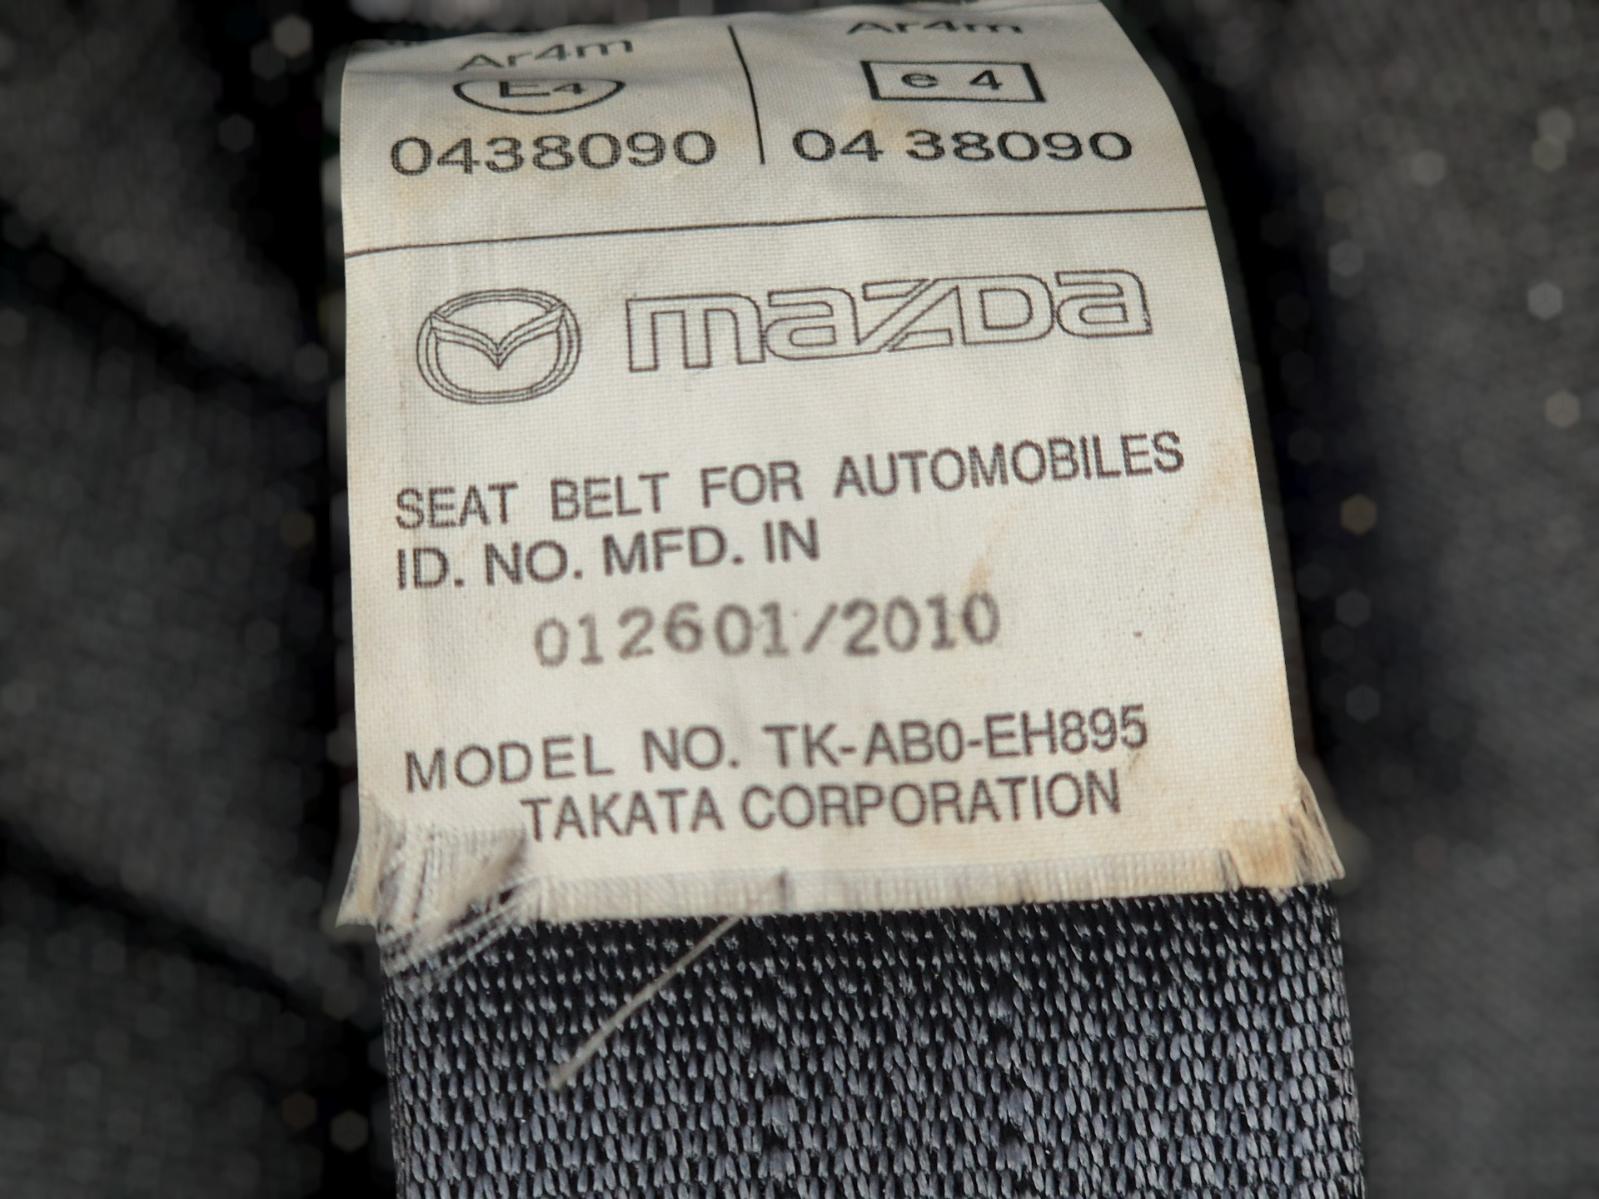 Ar4m Ar4m
E4 e 4
0438090 04 38090
mazda
SEAT BELT FOR AUTOMOBILES
ID. NO. MFD. IN
012601/2010
MODEL NO. TK-AB0-EH895
TAKATA CORPORATION